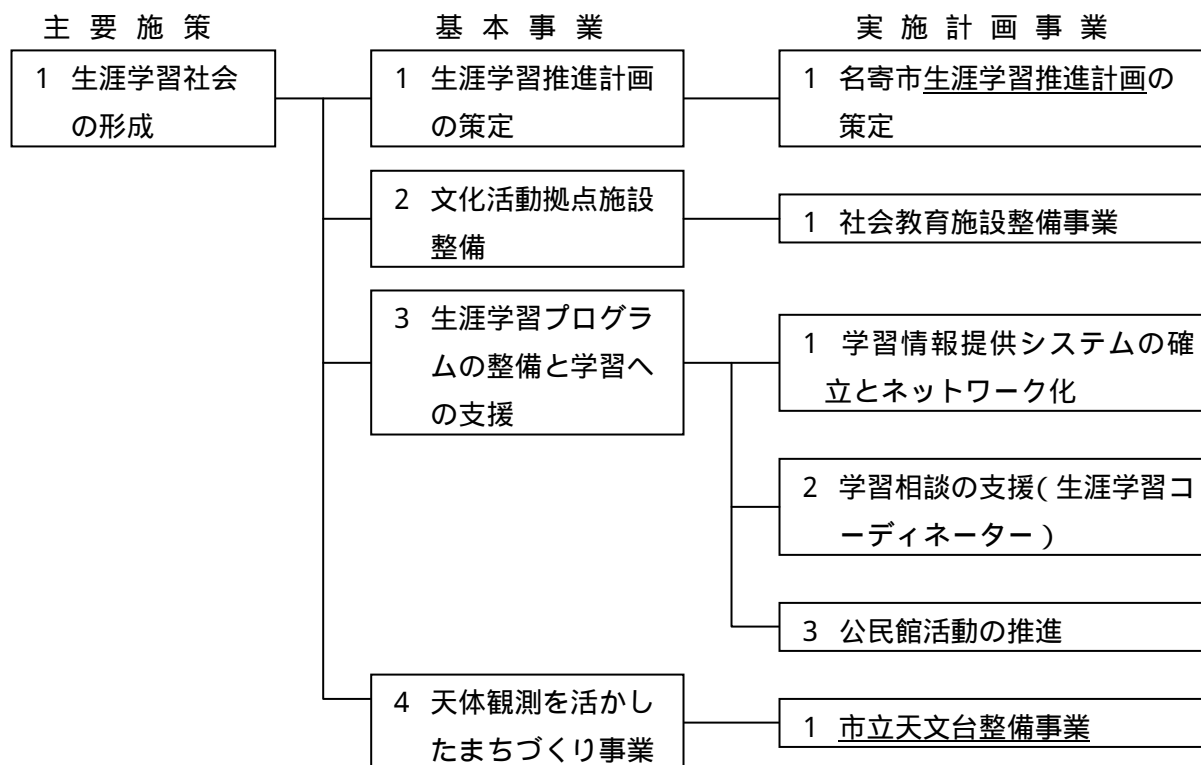 主要施策
基本事業
実施計画事業
1 生涯学習社会
の形成
1 生涯学習推進計画
の策定
1 名寄市生涯学習推進計画の
策定
2 文化活動拠点施設
整備
1 社会教育施設整備事業
3 生涯学習プログラ
ムの整備と学習へ
の支援
1 学習情報提供システムの確
立とネットワーク化
2 学習相談の支援(生涯学習コ
ーディネーター)
3 公民館活動の推進
4 天体観測を活かし
たまちづくり事業
1 市立天文台整備事業